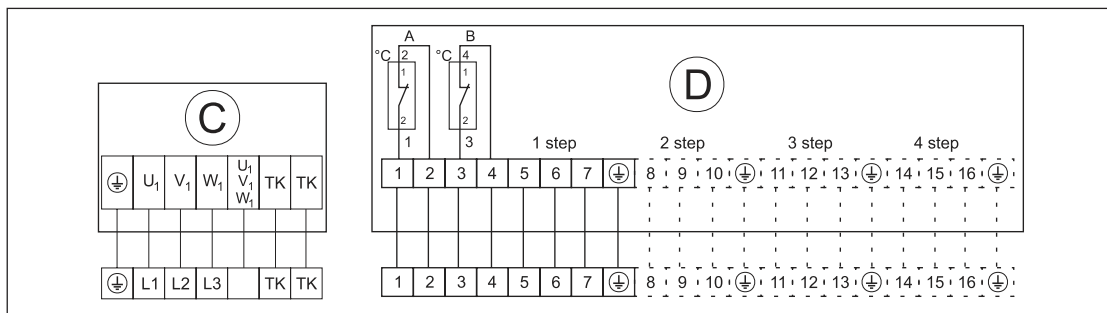 C
U1 V1 W1 U1 V1 W1 TK TK
L1 L2 L3 TK TK
A B
°C 2 °C 4
1 1
2 2
1 3
D
1 step 2 step 3 step 4 step
1 2 3 4 5 6 7 8 9 10 11 12 13 14 15 16
1 2 3 4 5 6 7 8 9 10 11 12 13 14 15 16